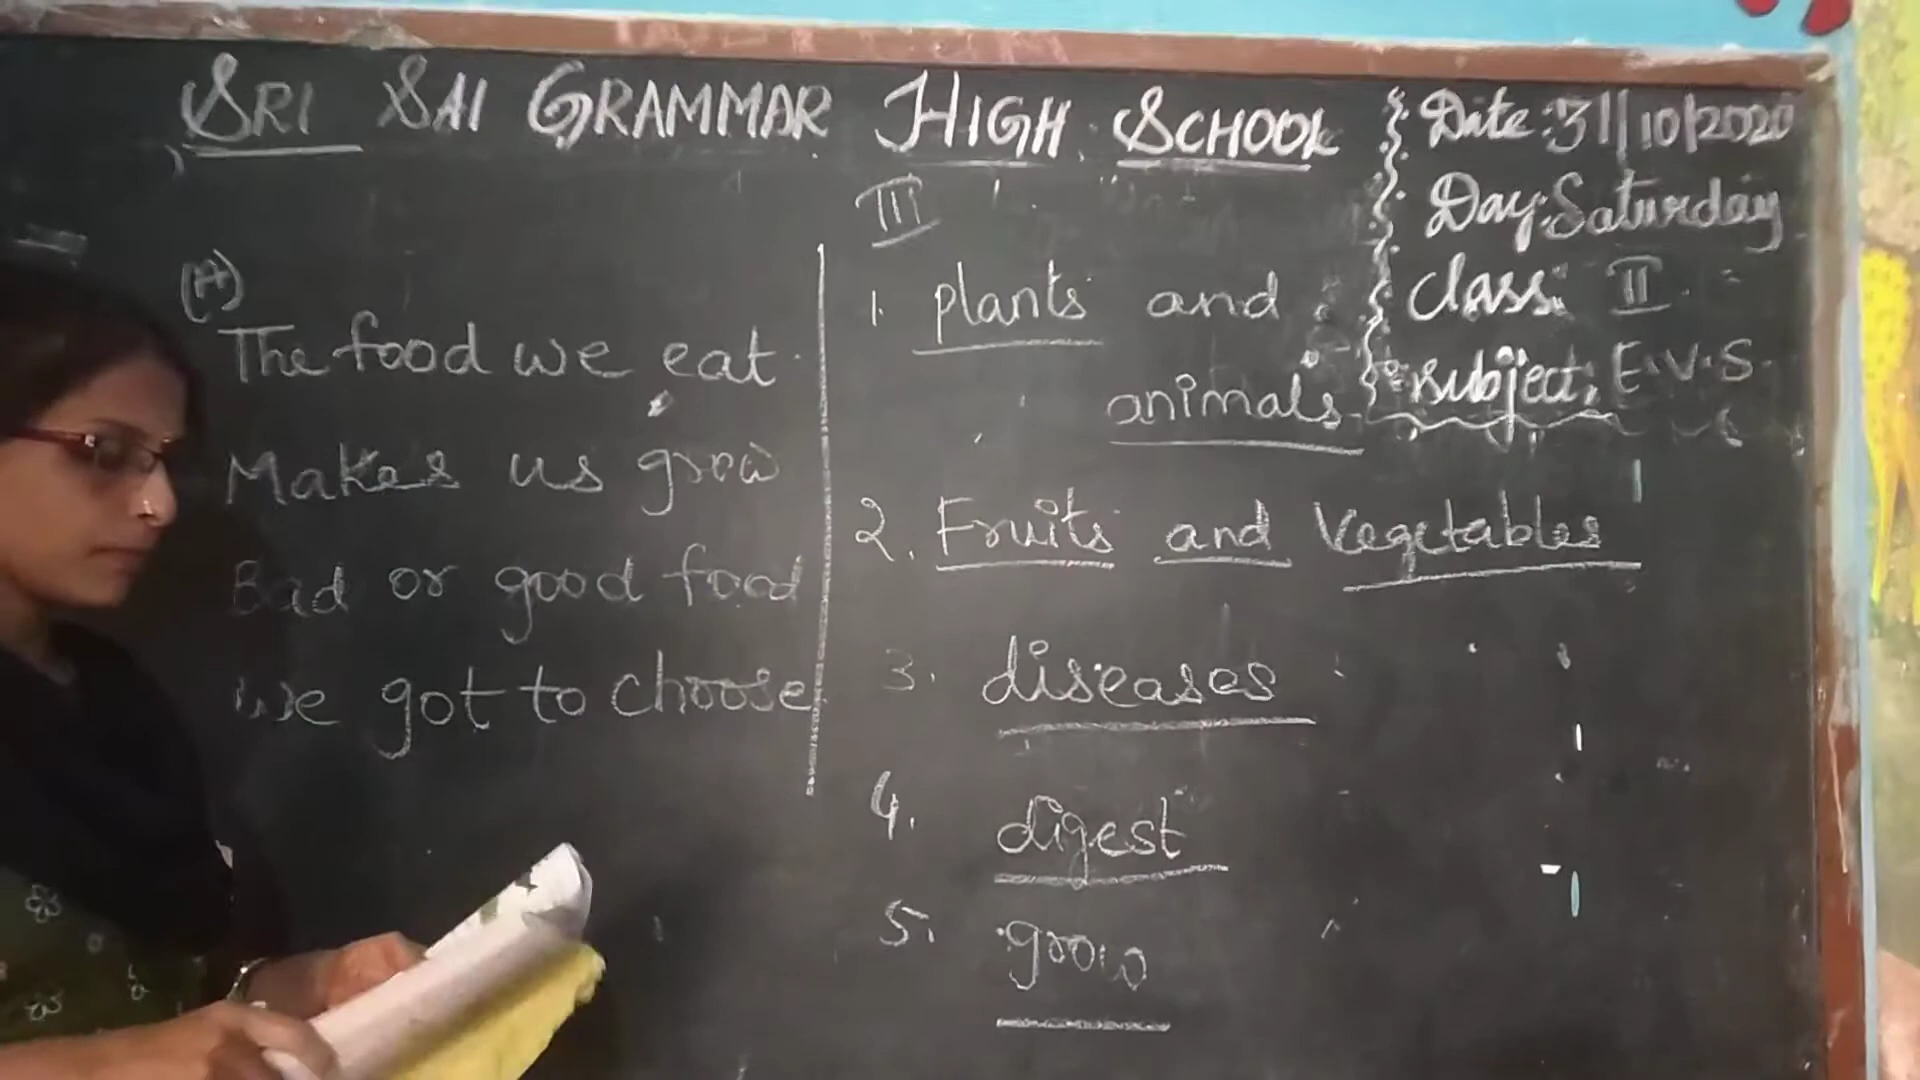 SRI SAI GRAMMAR HIGH SCHOOL
Date: 31/10/2020
Day: Saturday
class: II
subject: E.V.S.
(A)
The food we eat.
Makes us grow
Bad or good food
we got to choose.
III
1. plants and
animals.
2. Fruits and Vegetables
3. diseases
4. digest
5. grow